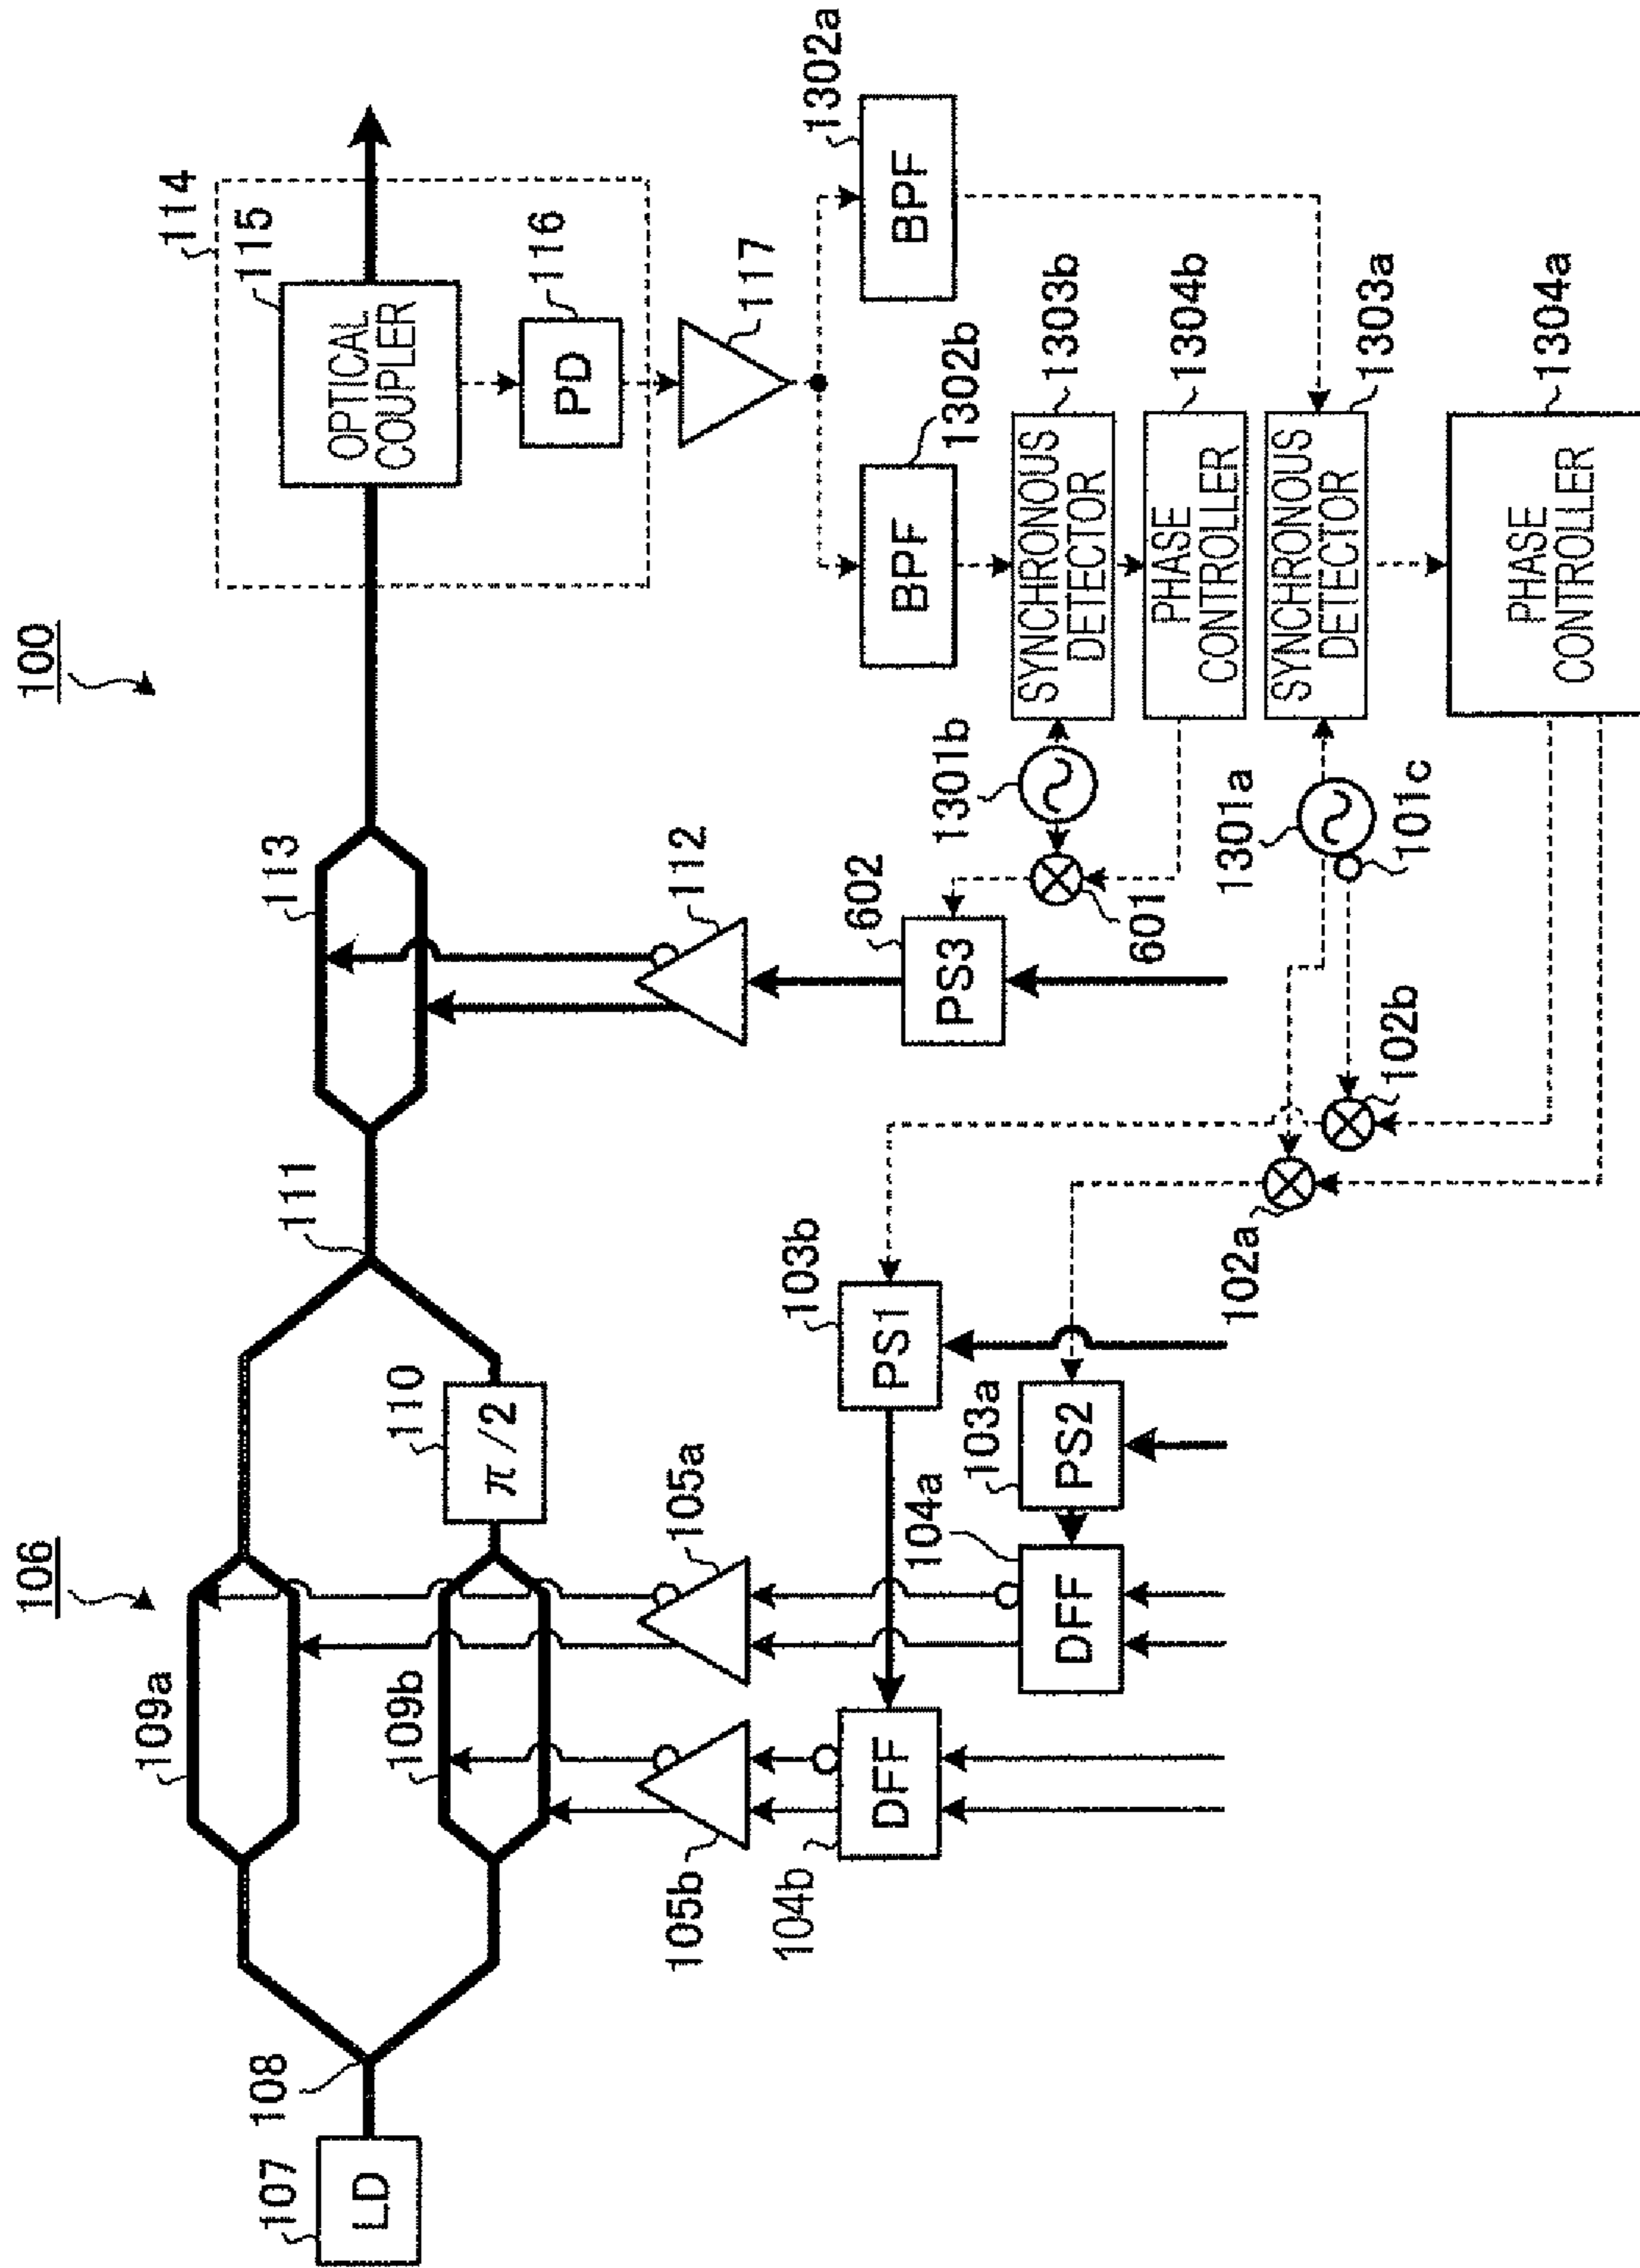 100
106
107
LD
108
109a
109b
110
π/2
111
113
114
115
OPTICAL
COUPLER
116
PD
117
105a
105b
112
104b
DFF
104a
DFF
103b
PS1
103a
PS2
602
PS3
601
102a
102b
1301b
1301a
101c
1302b
BPF
1302a
BPF
SYNCHRONOUS
DETECTOR
1303b
PHASE
CONTROLLER
1304b
SYNCHRONOUS
DETECTOR
1303a
PHASE
CONTROLLER
1304a